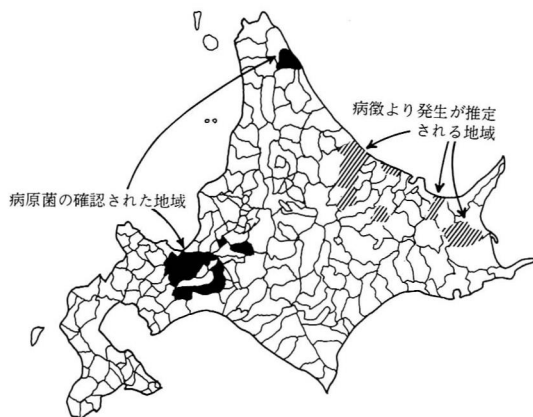 病徴より発生が推定
される地域
病原菌の確認された地域